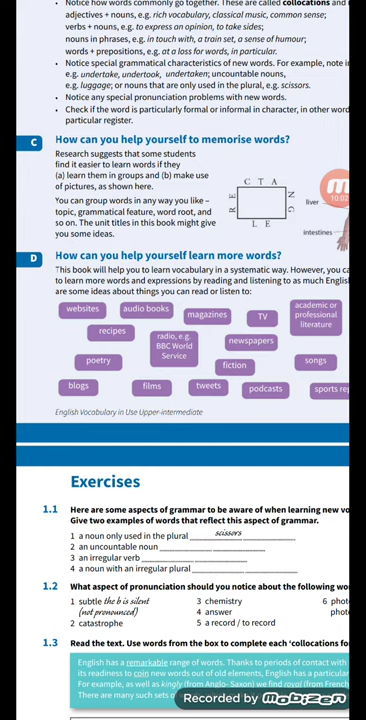 Notice how words commonly go together. These are called collocations and
adjectives + nouns, e.g. rich vocabulary, classical music, common sense;
verbs + nouns, e.g. to express an opinion, to take sides;
nouns in phrases, e.g. in touch with, a train set, a sense of humour;
words + prepositions, e.g. at a loss for words, in particular.
• Notice special grammatical characteristics of new words. For example, note
e.g. undertake, undertook, undertaken; uncountable nouns,
e.g. luggage; or nouns that are only used in the plural, e.g. scissors.
• Notice any special pronunciation problems with new words.
• Check if the word is particularly formal or informal in character, in other word
particular register.
C How can you help yourself to memorise words?
Research suggests that some students
find it easier to learn words if they
(a) learn them in groups and (b) make use
of pictures, as shown here.
You can group words in any way you like –
topic, grammatical feature, word root, and
so on. The unit titles in this book might give
you some ideas.
C T A
R E
N G
L E
liver
10:02
intestines
D How can you help yourself learn more words?
This book will help you to learn vocabulary in a systematic way. However, you ca
to learn more words and expressions by reading and listening to as much English
are some ideas about things you can read or listen to:
websites audio books magazines TV academic or professional literature
recipes radio, e.g. BBC World Service newspapers
poetry fiction songs
blogs films tweets podcasts sports re
English Vocabulary in Use Upper-intermediate
Exercises
1.1 Here are some aspects of grammar to be aware of when learning new vo
Give two examples of words that reflect this aspect of grammar.
1 a noun only used in the plural scissors
2 an uncountable noun
3 an irregular verb
4 a noun with an irregular plural
1.2 What aspect of pronunciation should you notice about the following wo
1 subtle the b is silent 3 chemistry 6 phot
(not pronounced) 4 answer phot
2 catastrophe 5 a record / to record
1.3 Read the text. Use words from the box to complete each ‘collocations fo
English has a remarkable range of words. Thanks to periods of contact with
its readiness to coin new words out of old elements, English has a particular
For example, as well as kingly (from Anglo-Saxon) we find royal (from French
There are many such sets o
Recorded by Mobizen